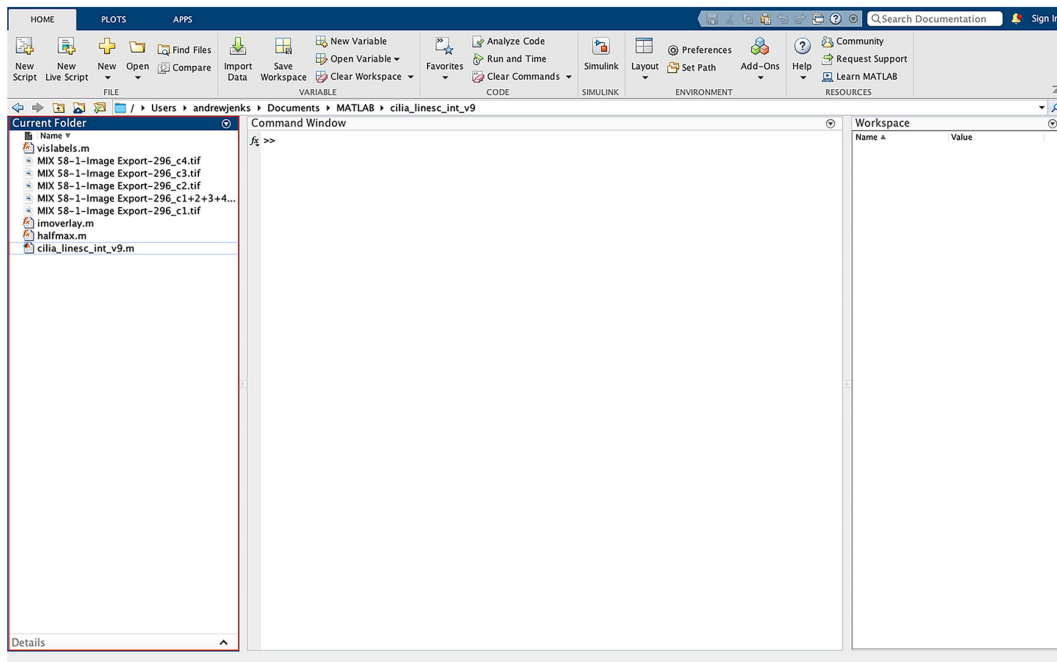 HOME PLOTS APPS Search Documentation Sign In
New Script New Live Script New Open Find Files Compare Import Data Save Workspace New Variable Open Variable Clear Workspace Favorites Analyze Code Run and Time Clear Commands Simulink Layout Preferences Set Path Add-Ons Help Community Request Support Learn MATLAB
FILE VARIABLE CODE SIMULINK ENVIRONMENT RESOURCES
/ Users andrewjenks Documents MATLAB cilia_linesc_int_v9
Current Folder Command Window Workspace
Name Name Value
fx >>
vislabels.m
MIX 58-1-Image Export-296_c4.tif
MIX 58-1-Image Export-296_c3.tif
MIX 58-1-Image Export-296_c2.tif
MIX 58-1-Image Export-296_c1+2+3+4...
MIX 58-1-Image Export-296_c1.tif
imoverlay.m
halfmax.m
cilia_linesc_int_v9.m
Details